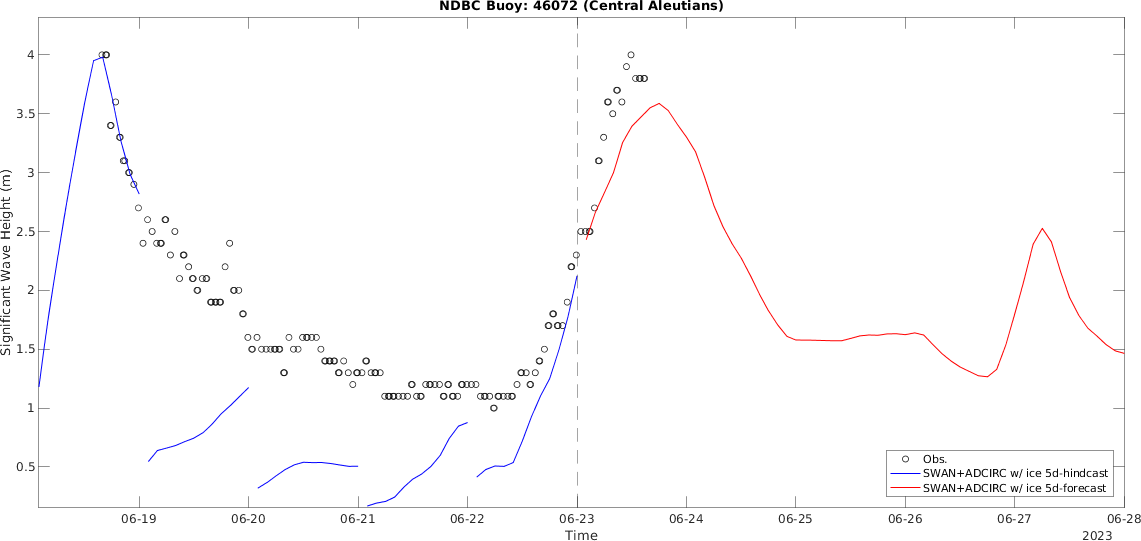 NDBC Buoy: 46072 (Central Aleutians)
Significant Wave Height (m)
4
3.5
3
2.5
2
1.5
1
0.5
Obs.
SWAN+ADCIRC w/ ice 5d-hindcast
SWAN+ADCIRC w/ ice 5d-forecast
06-19 06-20 06-21 06-22 06-23 06-24 06-25 06-26 06-27 06-28
Time 2023